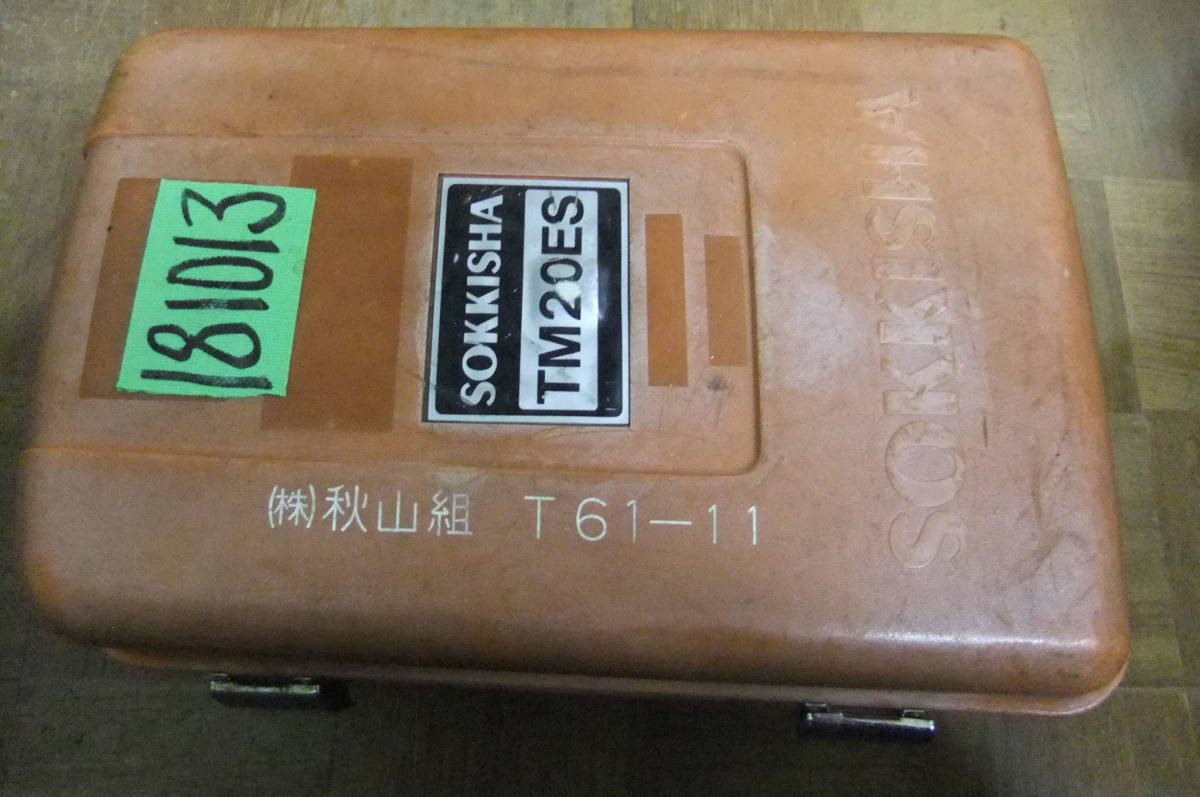 181013
SOKKISHA
TM20ES
SOKKISHA
(株)秋山組 T61-11